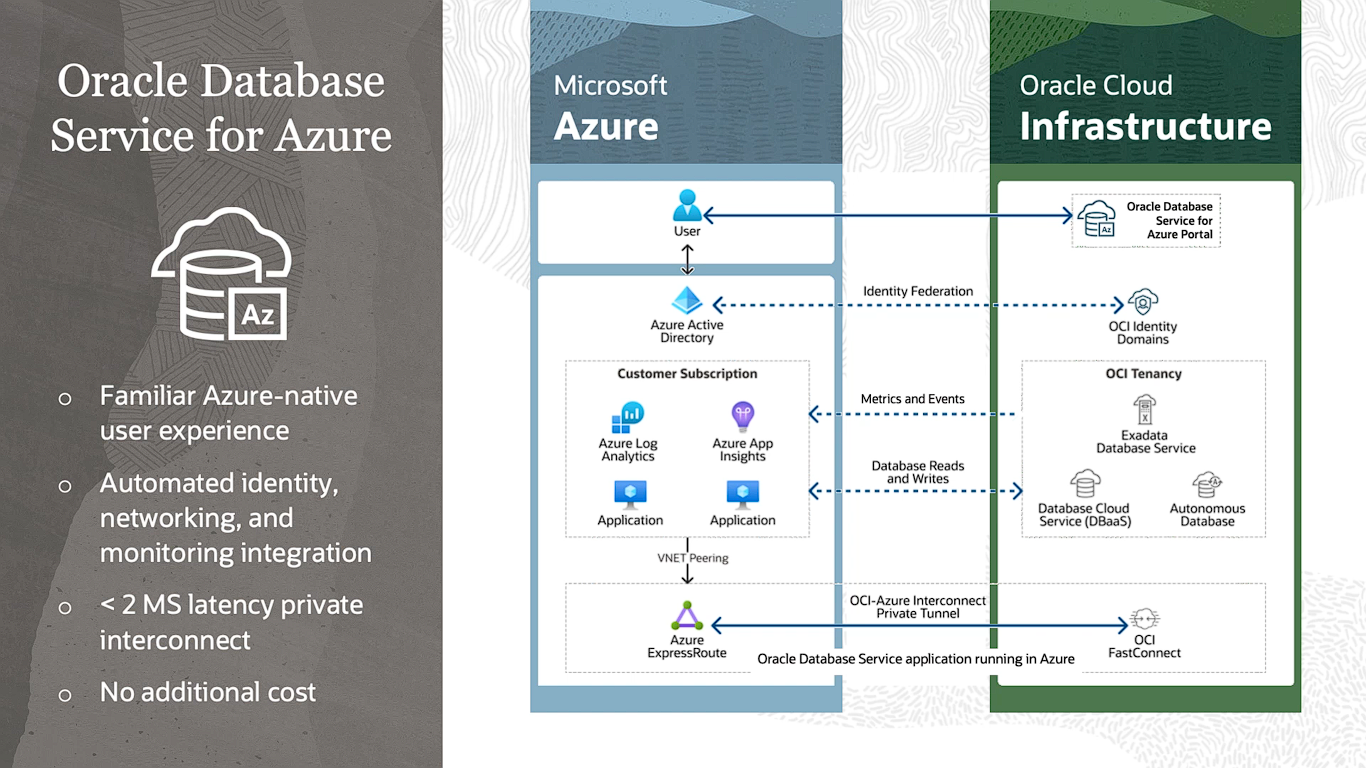 Oracle Database
Service for Azure
Az
Familiar Azure-native
user experience
Automated identity,
networking, and
monitoring integration
< 2 MS latency private
interconnect
No additional cost
Microsoft
Azure
Oracle Cloud
Infrastructure
User
Oracle Database
Service for
Azure Portal
Az
Azure Active
Directory
Identity Federation
OCI Identity
Domains
Customer Subscription
Azure Log
Analytics
Azure App
Insights
Application
Application
Metrics and Events
Database Reads
and Writes
OCI Tenancy
X
Exadata
Database Service
Database Cloud
Service (DBaaS)
Autonomous
Database
VNET Peering
OCI-Azure Interconnect
Private Tunnel
Azure
ExpressRoute
OCI
FastConnect
Oracle Database Service application running in Azure